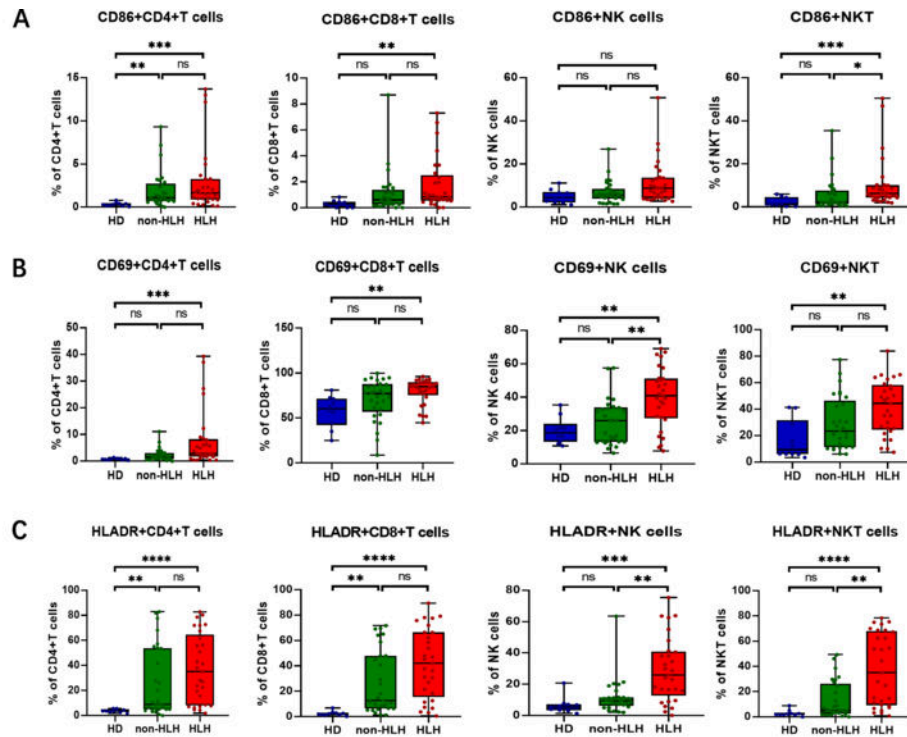 A
CD86+CD4+T cells
***
**
ns
% of CD4+T cells
15
10
5
0
HD non-HLH HLH
CD86+CD8+T cells
**
ns
ns
% of CD8+T cells
10
8
6
4
2
0
HD non-HLH HLH
CD86+NK cells
ns
ns
ns
% of NK cells
60
40
20
0
HD non-HLH HLH
CD86+NKT
***
ns
*
% of NKT cells
60
40
20
0
HD non-HLH HLH
B
CD69+CD4+T cells
***
ns
ns
% of CD4+T cells
50
40
30
20
10
0
HD non-HLH HLH
CD69+CD8+T cells
**
ns
ns
% of CD8+T cells
150
100
50
0
HD non-HLH HLH
CD69+NK cells
**
ns
**
% of NK cells
80
60
40
20
0
HD non-HLH HLH
CD69+NKT
**
ns
ns
% of NKT cells
100
80
60
40
20
0
HD non-HLH HLH
C
HLADR+CD4+T cells
****
**
ns
% of CD4+T cells
100
80
60
40
20
0
HD non-HLH HLH
HLADR+CD8+T cells
****
**
ns
% of CD8+T cells
100
80
60
40
20
0
HD non-HLH HLH
HLADR+NK cells
***
ns
**
% of NK cells
80
60
40
20
0
HD non-HLH HLH
HLADR+NKT cells
****
ns
**
% of NKT cells
100
80
60
40
20
0
HD non-HLH HLH